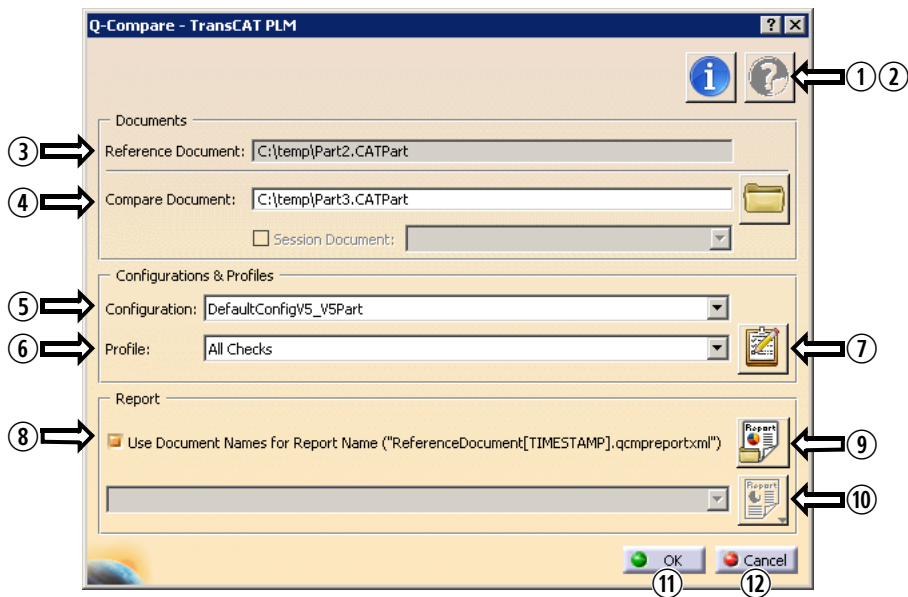 Q-Compare - TransCAT PLM
① ②
Documents
③ Reference Document: C:\temp\Part2.CATPart
④ Compare Document: C:\temp\Part3.CATPart
Session Document:
Configurations & Profiles
⑤ Configuration: DefaultConfigV5_V5Part
⑥ Profile: All Checks ⑦
Report
⑧ Use Document Names for Report Name ("ReferenceDocument[TIMESTAMP].qcmpreportxml") Report ⑨
Report ⑩
OK Cancel
⑪ ⑫